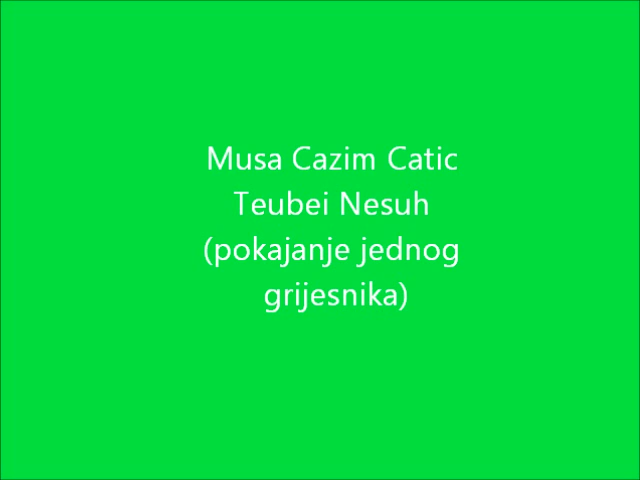 Musa Cazim Catic
Teubei Nesuh
(pokajanje jednog
grijesnika)